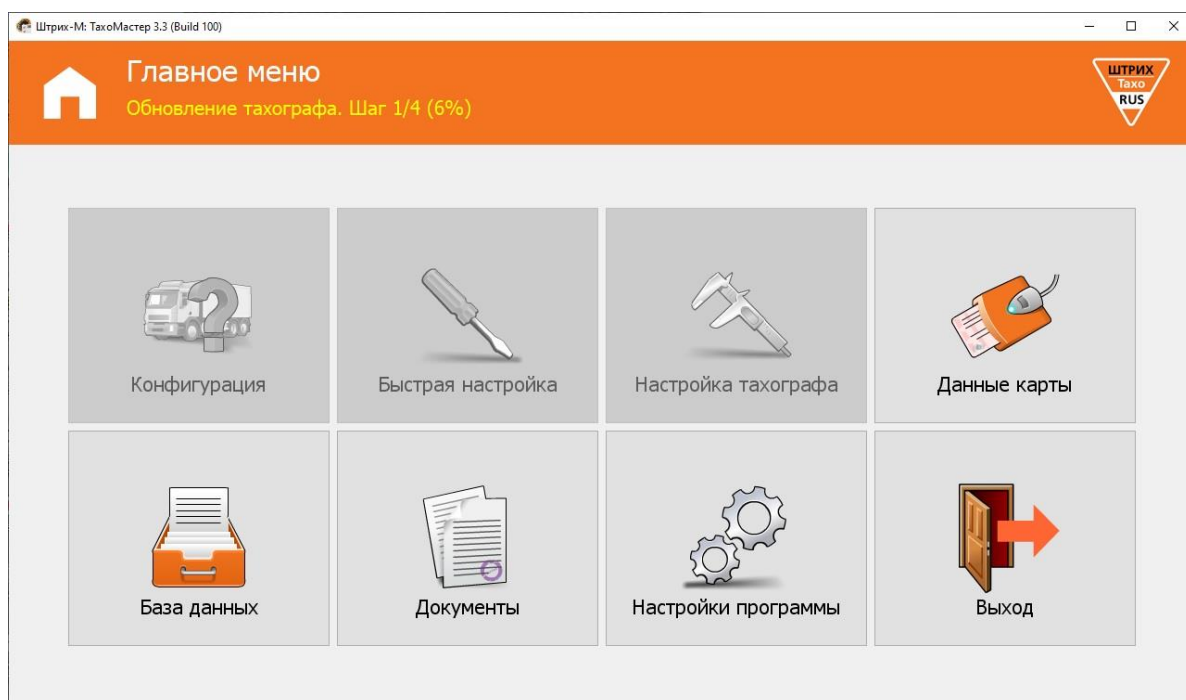 Штрих-М: ТахоМастер 3.3 (Build 100)
Главное меню
Обновление тахографа. Шаг 1/4 (6%)
ШТРИХ
Тахо
RUS
Конфигурация
Быстрая настройка
Настройка тахографа
Данные карты
База данных
Документы
Настройки программы
Выход